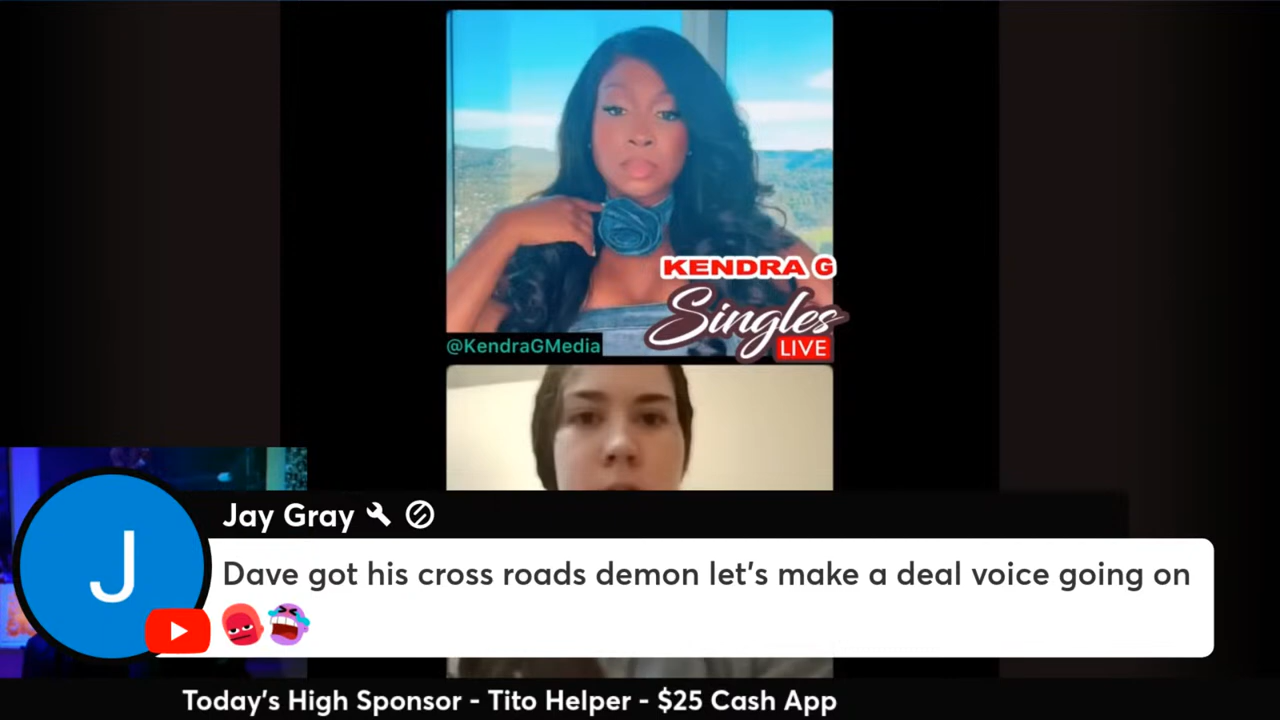 KENDRA G
Singles
LIVE
@KendraGMedia
J
Jay Gray
Dave got his cross roads demon let's make a deal voice going on
Today's High Sponsor - Tito Helper - $25 Cash App